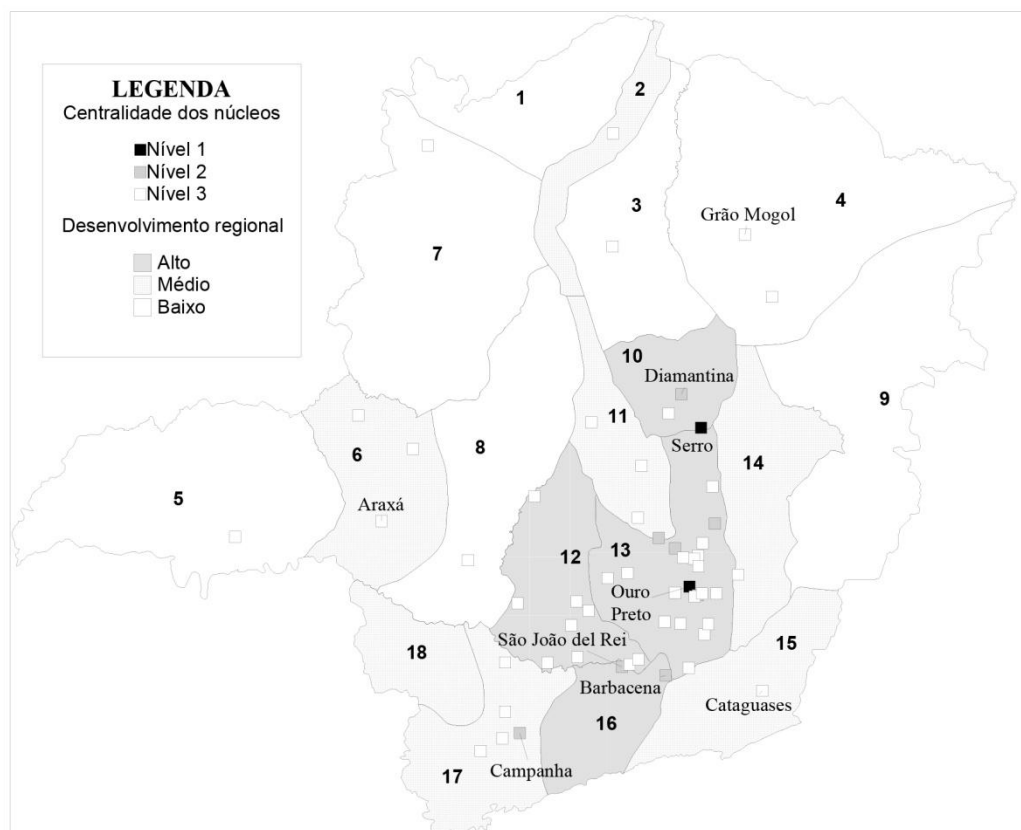 LEGENDA
Centralidade dos núcleos
Nível 1
Nível 2
Nível 3
Desenvolvimento regional
Alto
Médio
Baixo
1
2
3
4
Grão Mogol
7
10
Diamantina
9
11
8
Serro
14
6
5
Araxá
12
13
Ouro
Preto
São João del Rei
15
18
Barbacena
Cataguases
16
Campanha
17